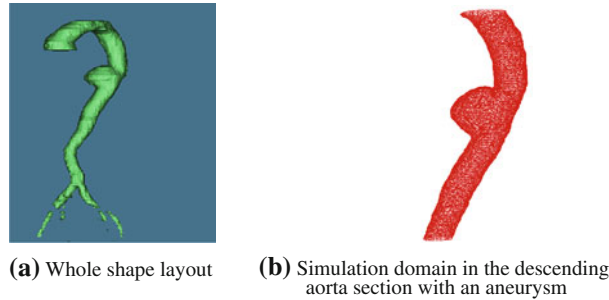 (a) Whole shape layout
(b) Simulation domain in the descending
aorta section with an aneurysm